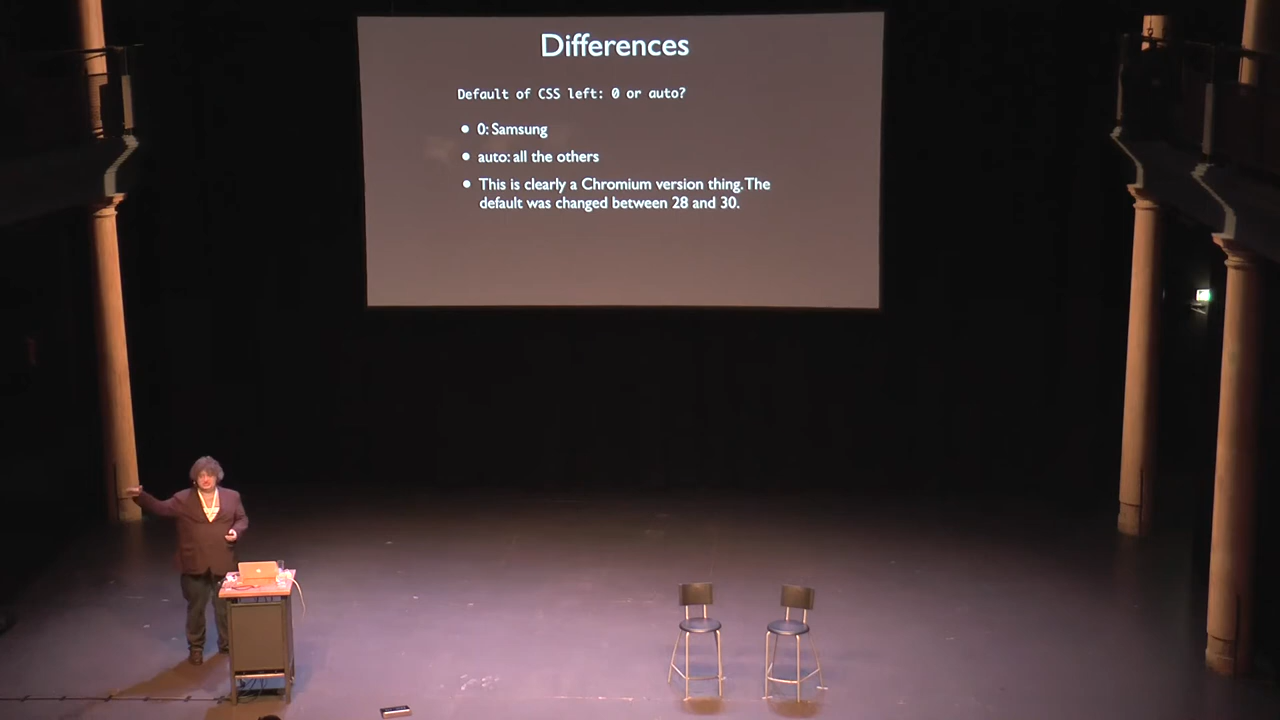 Differences
Default of CSS left: 0 or auto?
• 0: Samsung
• auto: all the others
• This is clearly a Chromium version thing. The
default was changed between 28 and 30.